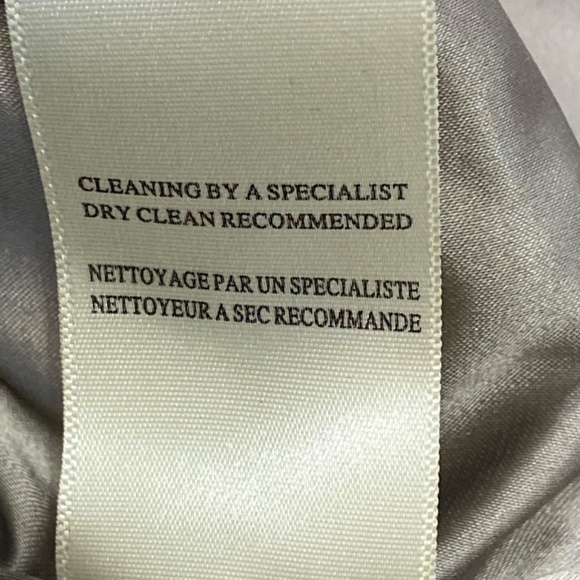 CLEANING BY A SPECIALIST
DRY CLEAN RECOMMENDED
NETTOYAGE PAR UN SPECIALISTE
NETTOYEUR A SEC RECOMMANDE